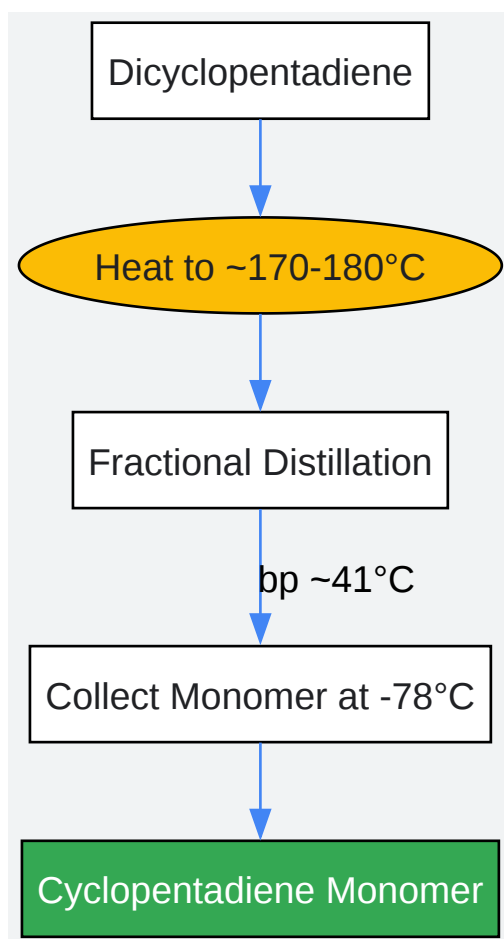 Dicyclopentadiene
Heat to ~170-180°C
Fractional Distillation
bp ~41°C
Collect Monomer at -78°C
Cyclopentadiene Monomer